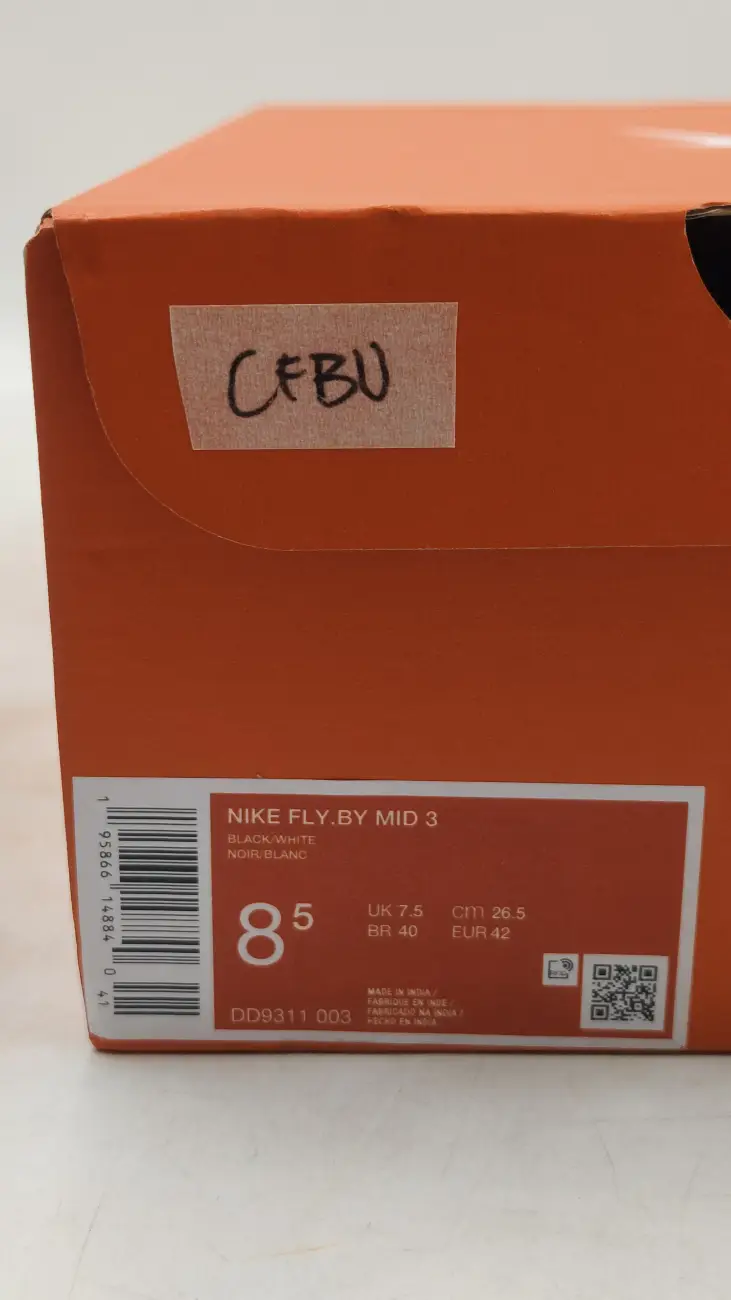 CFBU
NIKE FLY.BY MID 3
BLACK/WHITE
NOIR/BLANC
8⁵
UK 7.5 cm 26.5
BR 40 EUR 42
DD9311 003
MADE IN INDIA /
FABRIQUE EN INDE /
FABRICADO NA INDIA /
HECHO EN INDIA
1 95866 14884 0 41